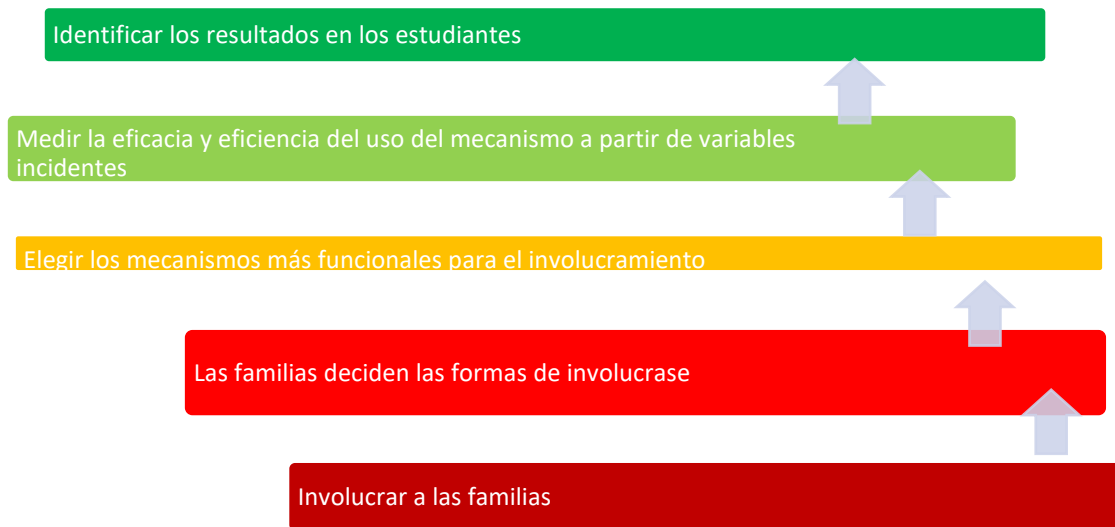 Identificar los resultados en los estudiantes
Medir la eficacia y eficiencia del uso del mecanismo a partir de variables
incidentes
Elegir los mecanismos más funcionales para el involucramiento
Las familias deciden las formas de involucrase
Involucrar a las familias